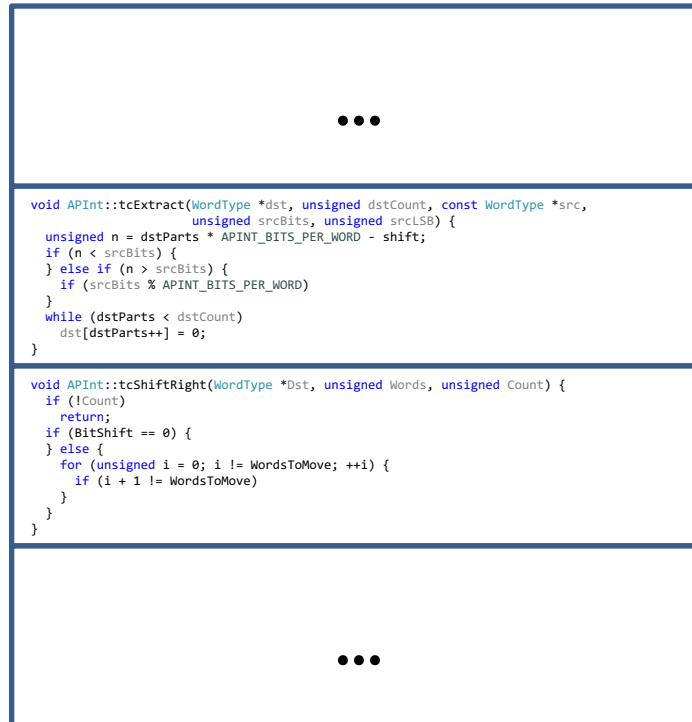 •••
void APInt::tcExtract(WordType *dst, unsigned dstCount, const WordType *src,
                      unsigned srcBits, unsigned srcLSB) {
  unsigned n = dstParts * APINT_BITS_PER_WORD - shift;
  if (n < srcBits) {
  } else if (n > srcBits) {
    if (srcBits % APINT_BITS_PER_WORD)
  }
  while (dstParts < dstCount)
    dst[dstParts++] = 0;
}
void APInt::tcShiftRight(WordType *Dst, unsigned Words, unsigned Count) {
  if (!Count)
    return;
  if (BitShift == 0) {
  } else {
    for (unsigned i = 0; i != WordsToMove; ++i) {
      if (i + 1 != WordsToMove)
    }
  }
}
•••